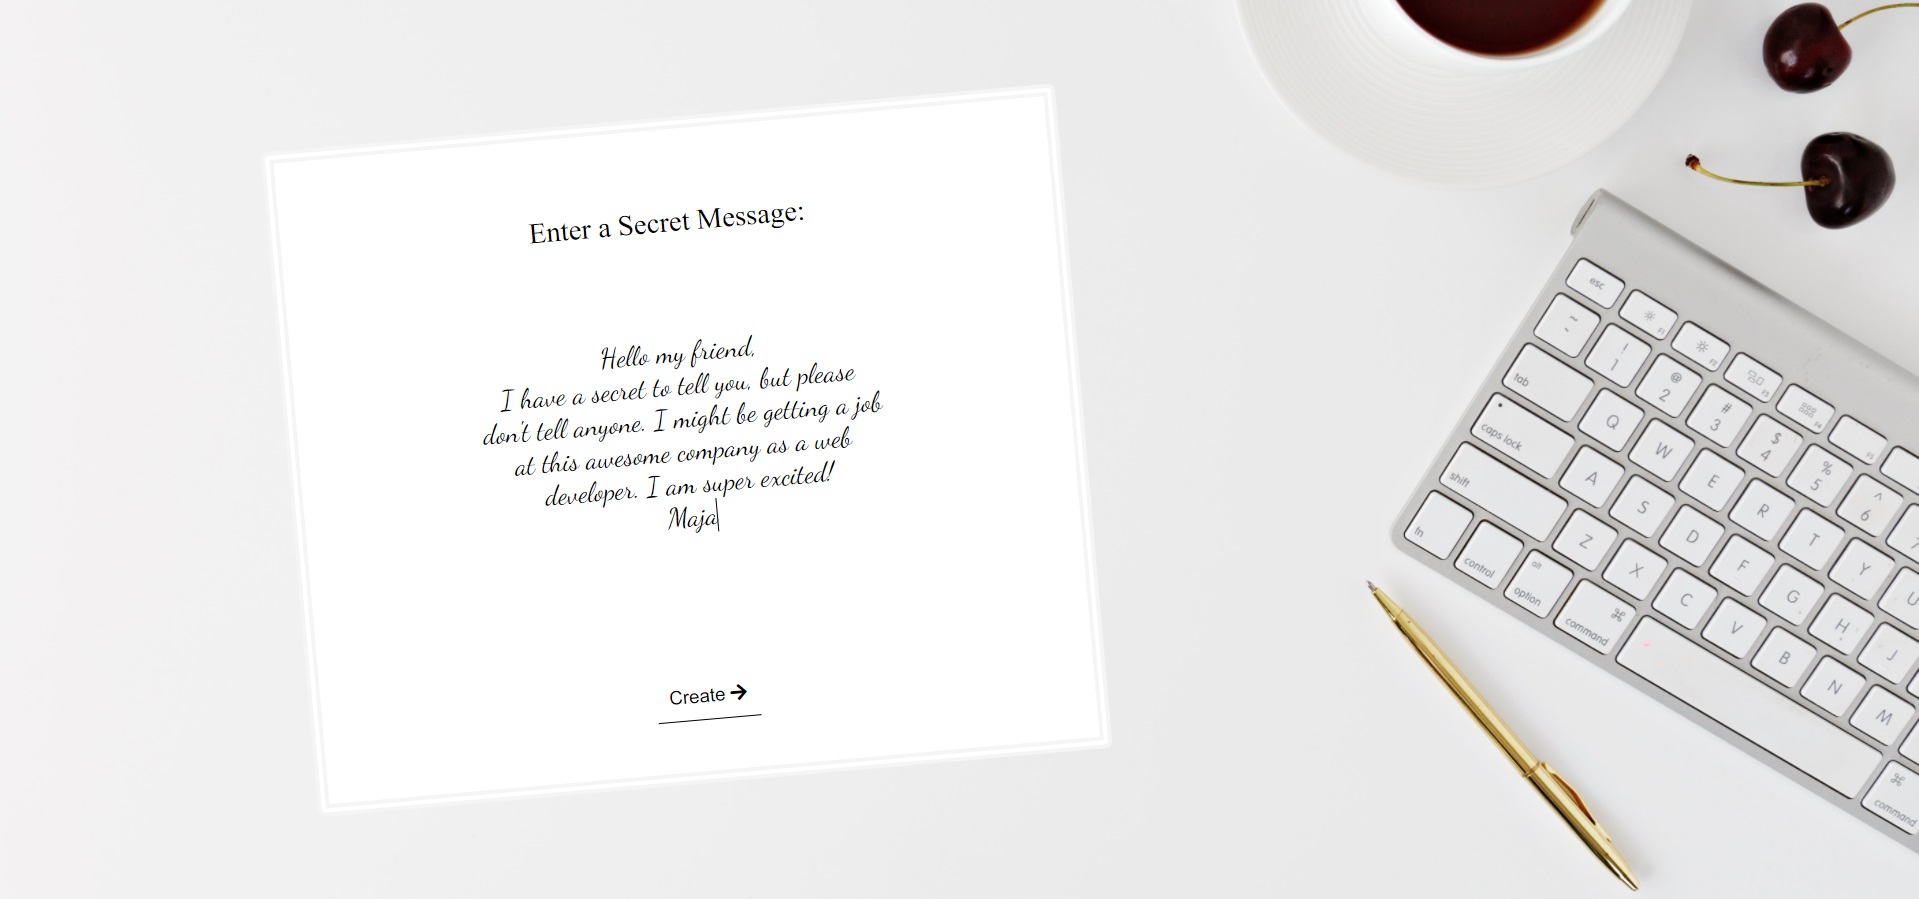 Enter a Secret Message:
Hello my friend,
I have a secret to tell you, but please
don't tell anyone. I might be getting a job
at this awesome company as a web
developer. I am super excited!
Maja
Create →
esc
F1
F2
F3
F4
F5
~
!
1
@
2
#
3
$
4
%
5
^
6
tab
Q
W
E
R
T
Y
U
caps lock
A
S
D
F
G
H
J
shift
Z
X
C
V
B
N
M
fn
control
alt
option
⌘
command
⌘
command